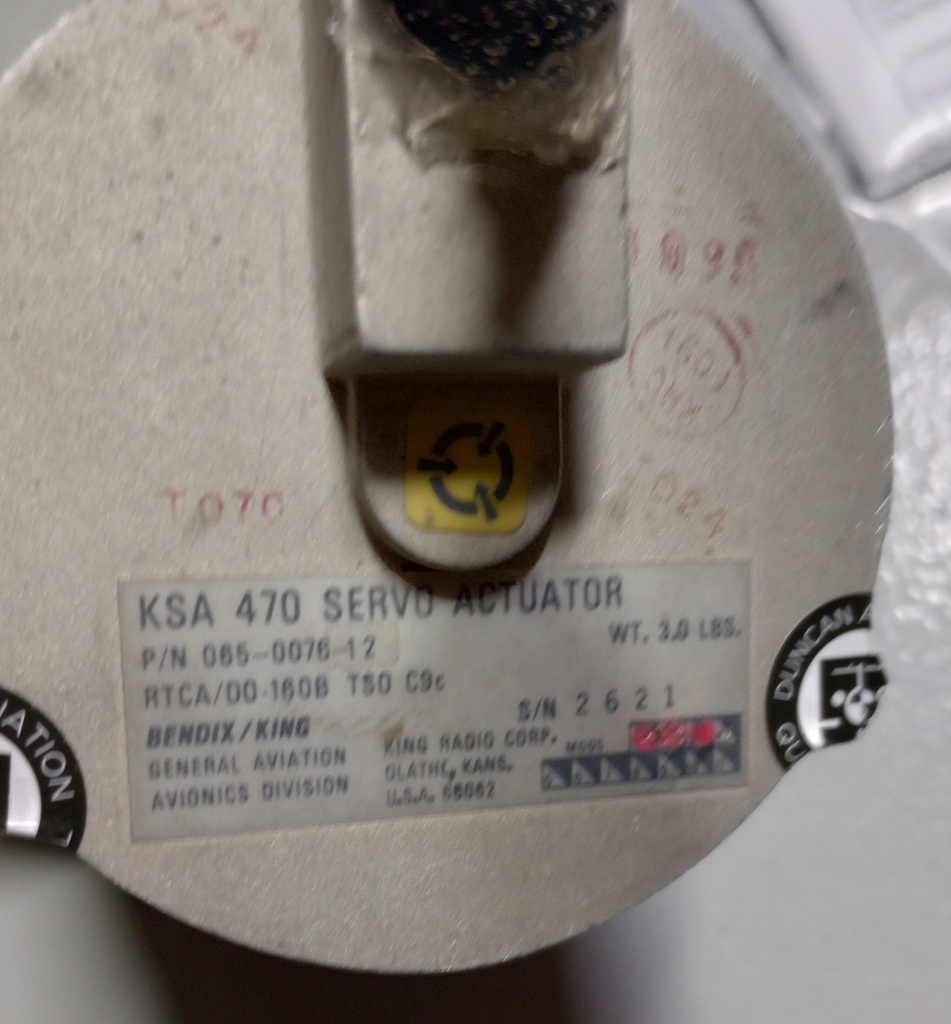 T070
KSA 470 SERVO ACTUATOR
WT. 3.0 LBS.
P/N 065-0076-12
RTCA/DO-160B TSO C9c
S/N 2621
BENDIX/KING
GENERAL AVIATION
AVIONICS DIVISION
KING RADIO CORP.
OLATHE, KANS.
U.S.A. 66062
MODS
DUNCAN A
ATION